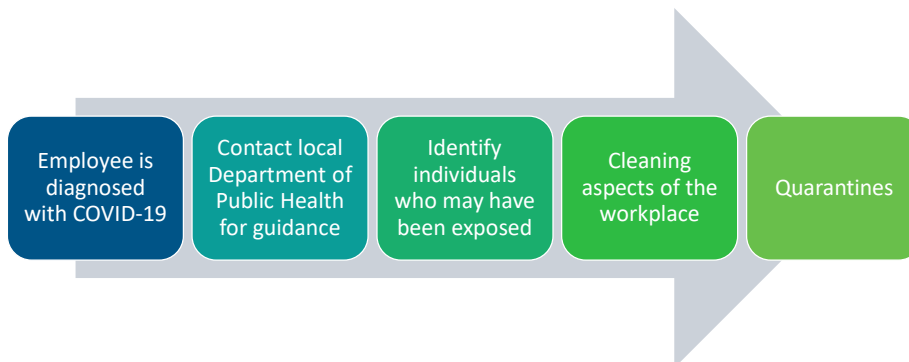 Employee is
diagnosed
with COVID-19
Contact local
Department of
Public Health
for guidance
Identify
individuals
who may have
been exposed
Cleaning
aspects of the
workplace
Quarantines